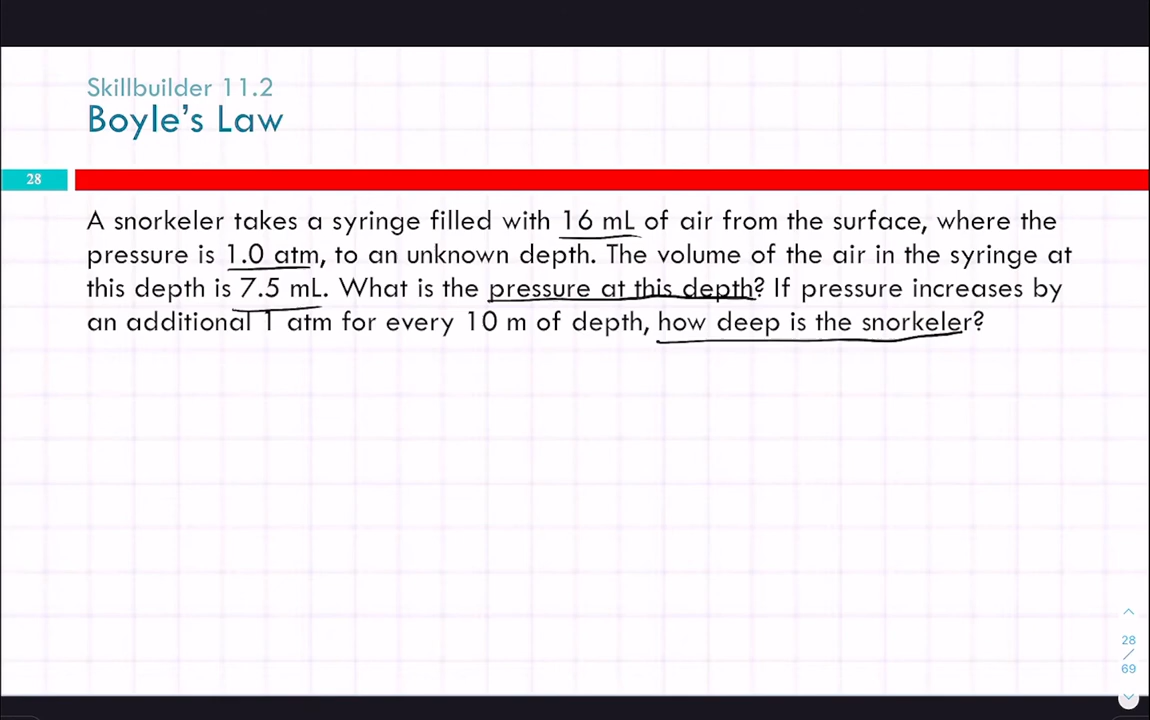 Skillbuilder 11.2
Boyle's Law
28
A snorkeler takes a syringe filled with 16 mL of air from the surface, where the
pressure is 1.0 atm, to an unknown depth. The volume of the air in the syringe at
this depth is 7.5 mL. What is the pressure at this depth? If pressure increases by
an additional 1 atm for every 10 m of depth, how deep is the snorkeler?
28
/
69